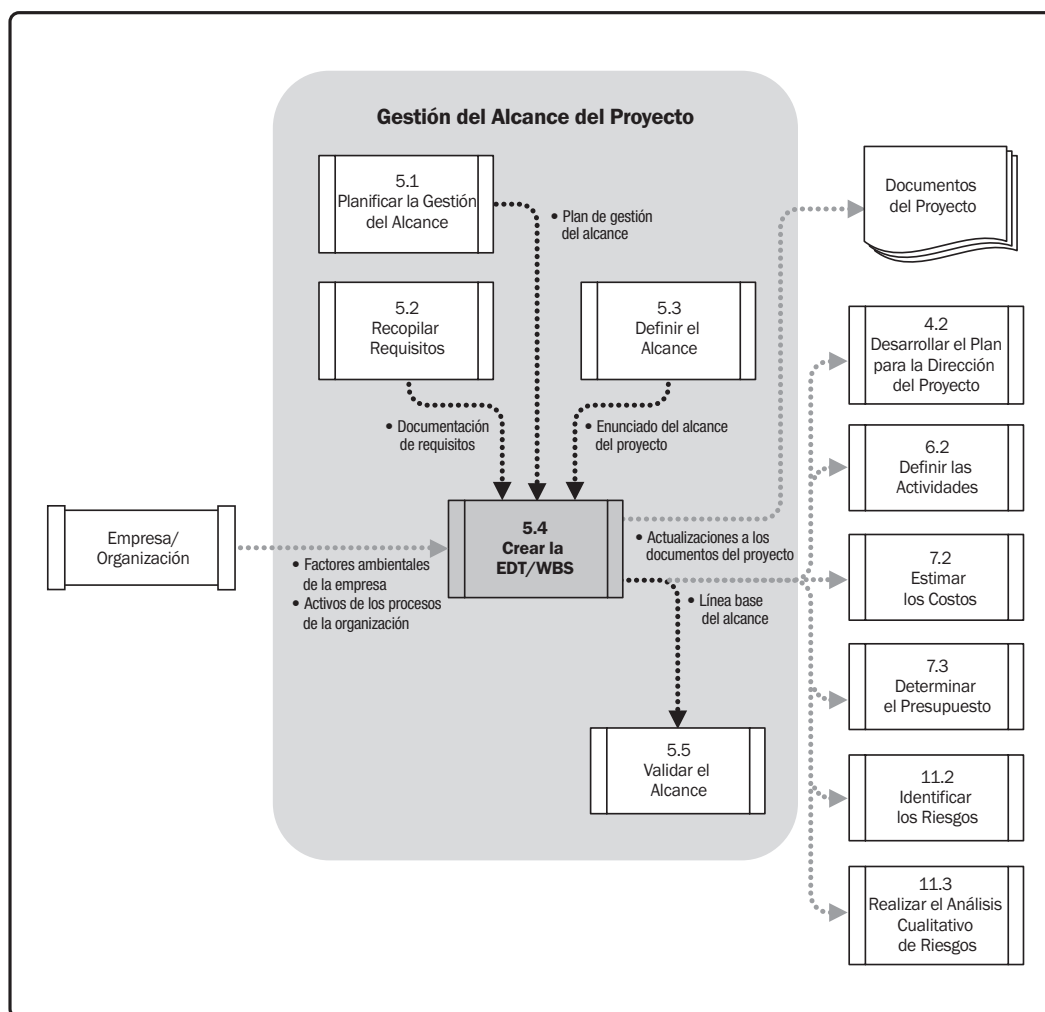 Gestión del Alcance del Proyecto
5.1
Planificar la Gestión
del Alcance
• Plan de gestión
del alcance
5.2
Recopilar
Requisitos
5.3
Definir el
Alcance
• Documentación
de requisitos
• Enunciado del alcance
del proyecto
Empresa/
Organización
• Factores ambientales
de la empresa
• Activos de los procesos
de la organización
5.4
Crear la
EDT/WBS
• Actualizaciones a los
documentos del proyecto
• Línea base
del alcance
5.5
Validar el
Alcance
Documentos
del Proyecto
4.2
Desarrollar el Plan
para la Dirección
del Proyecto
6.2
Definir las
Actividades
7.2
Estimar
los Costos
7.3
Determinar
el Presupuesto
11.2
Identificar
los Riesgos
11.3
Realizar el Análisis
Cualitativo
de Riesgos